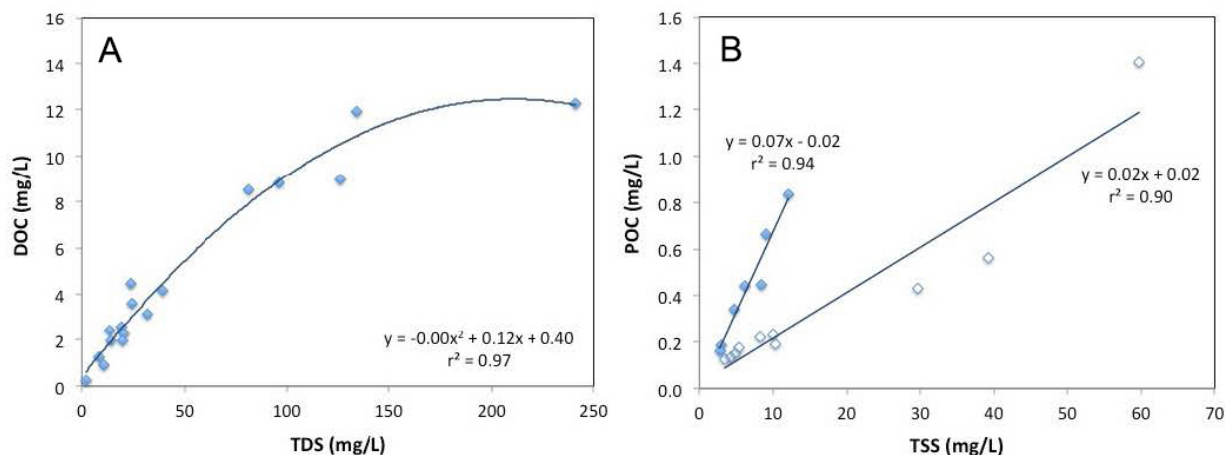 A
16
14
12
10
8
6
4
2
0
DOC (mg/L)
y = -0.00x² + 0.12x + 0.40
r² = 0.97
0 50 100 150 200 250
TDS (mg/L)
B
1.6
1.4
1.2
1.0
0.8
0.6
0.4
0.2
0.0
POC (mg/L)
y = 0.07x - 0.02
r² = 0.94
y = 0.02x + 0.02
r² = 0.90
0 10 20 30 40 50 60 70
TSS (mg/L)